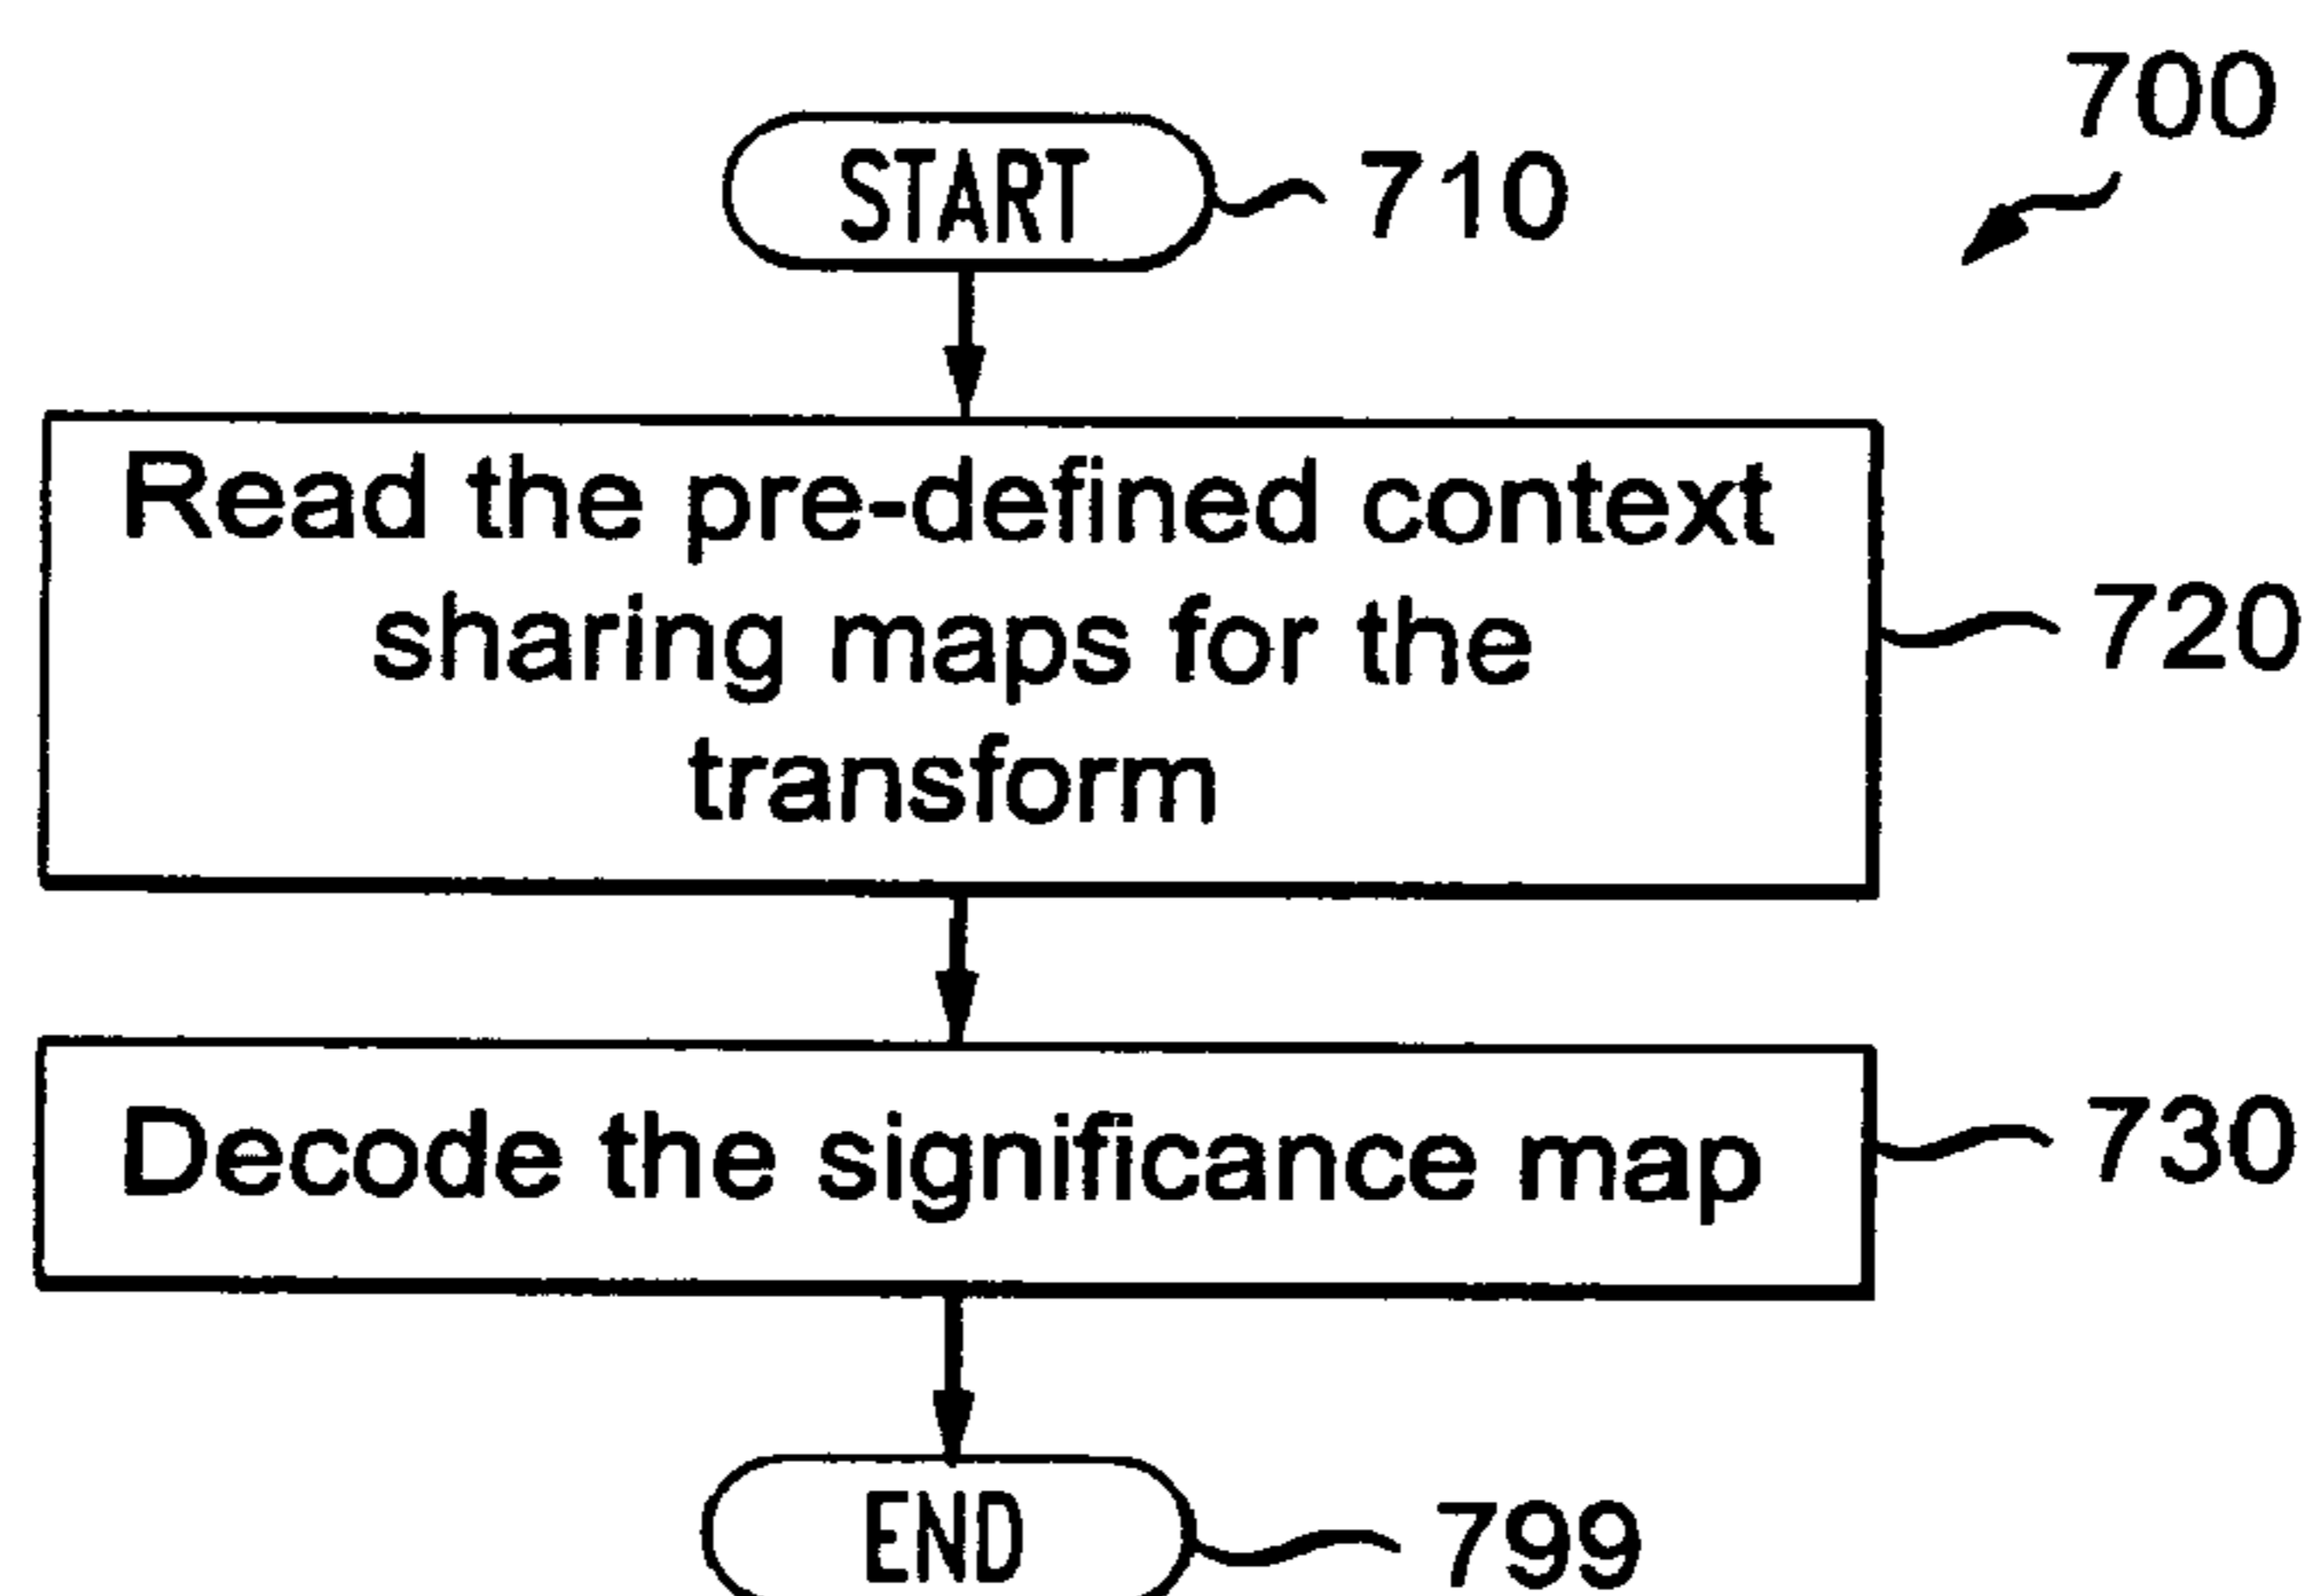 700
START 710
Read the pre-defined context
sharing maps for the
transform
720
Decode the significance map 730
END 799